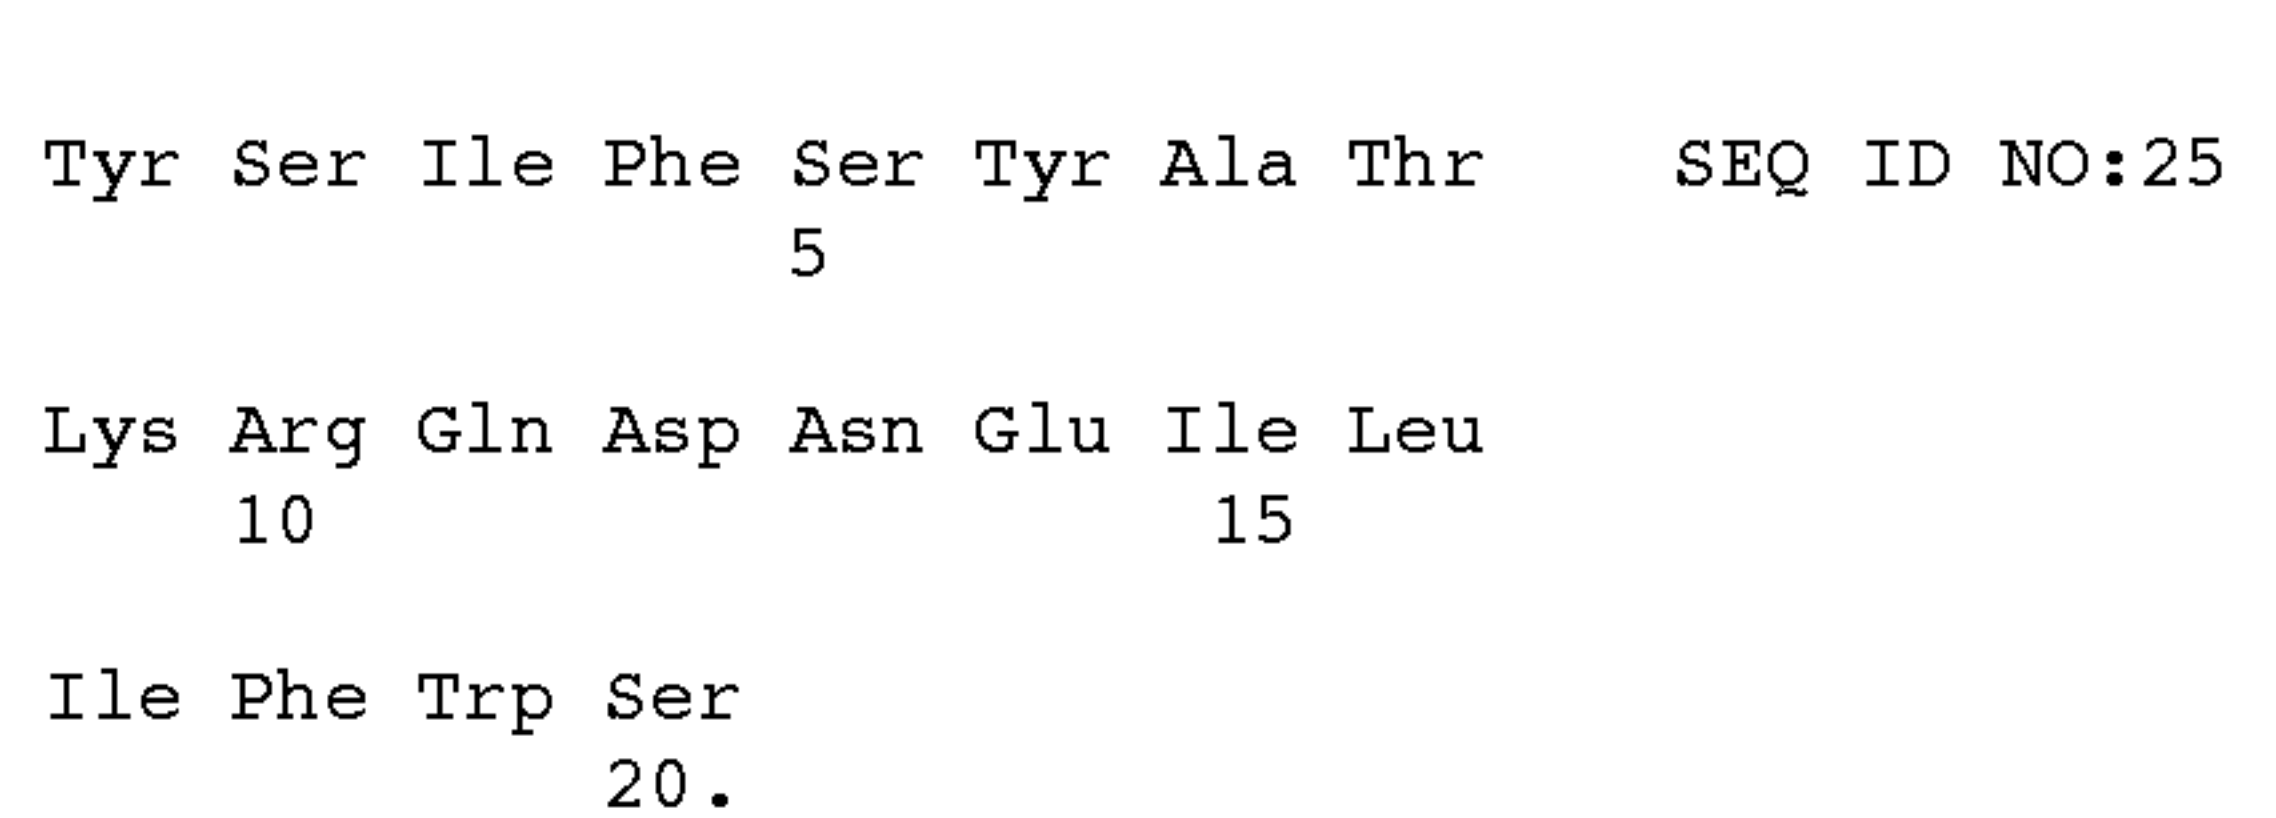 Tyr Ser Ile Phe Ser Tyr Ala Thr SEQ ID NO:25
5
Lys Arg Gln Asp Asn Glu Ile Leu
10 15
Ile Phe Trp Ser
20.